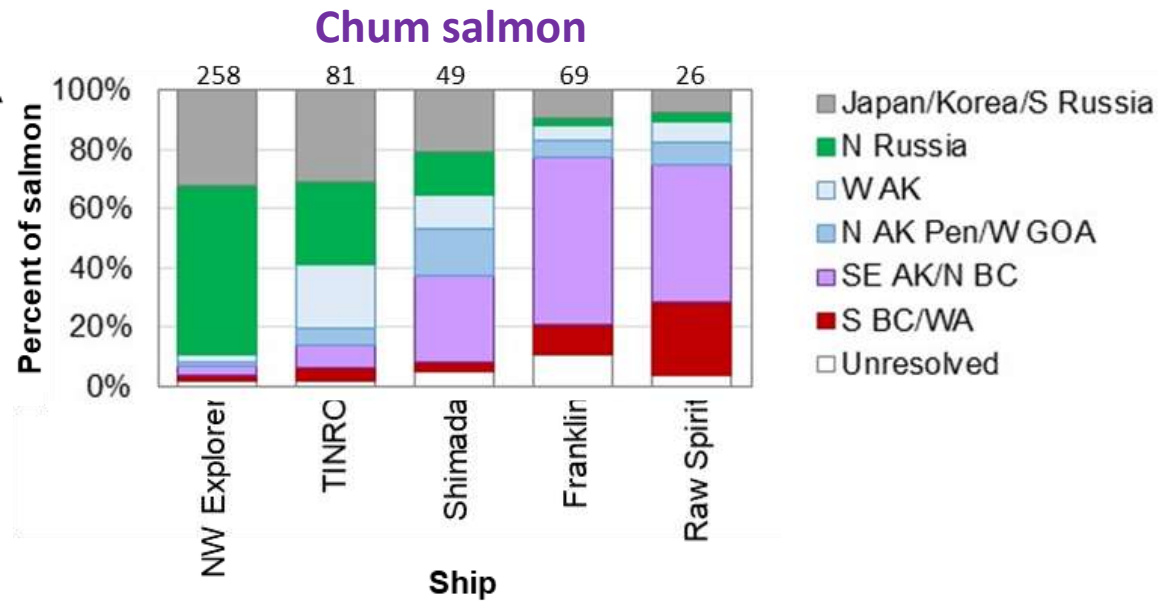 Chum salmon
258 81 49 69 26
100%
80%
60%
40%
20%
0%
Percent of salmon
NW Explorer
TINRO
Shimada
Franklin
Raw Spirit
Ship
Japan/Korea/S Russia
N Russia
W AK
N AK Pen/W GOA
SE AK/N BC
S BC/WA
Unresolved